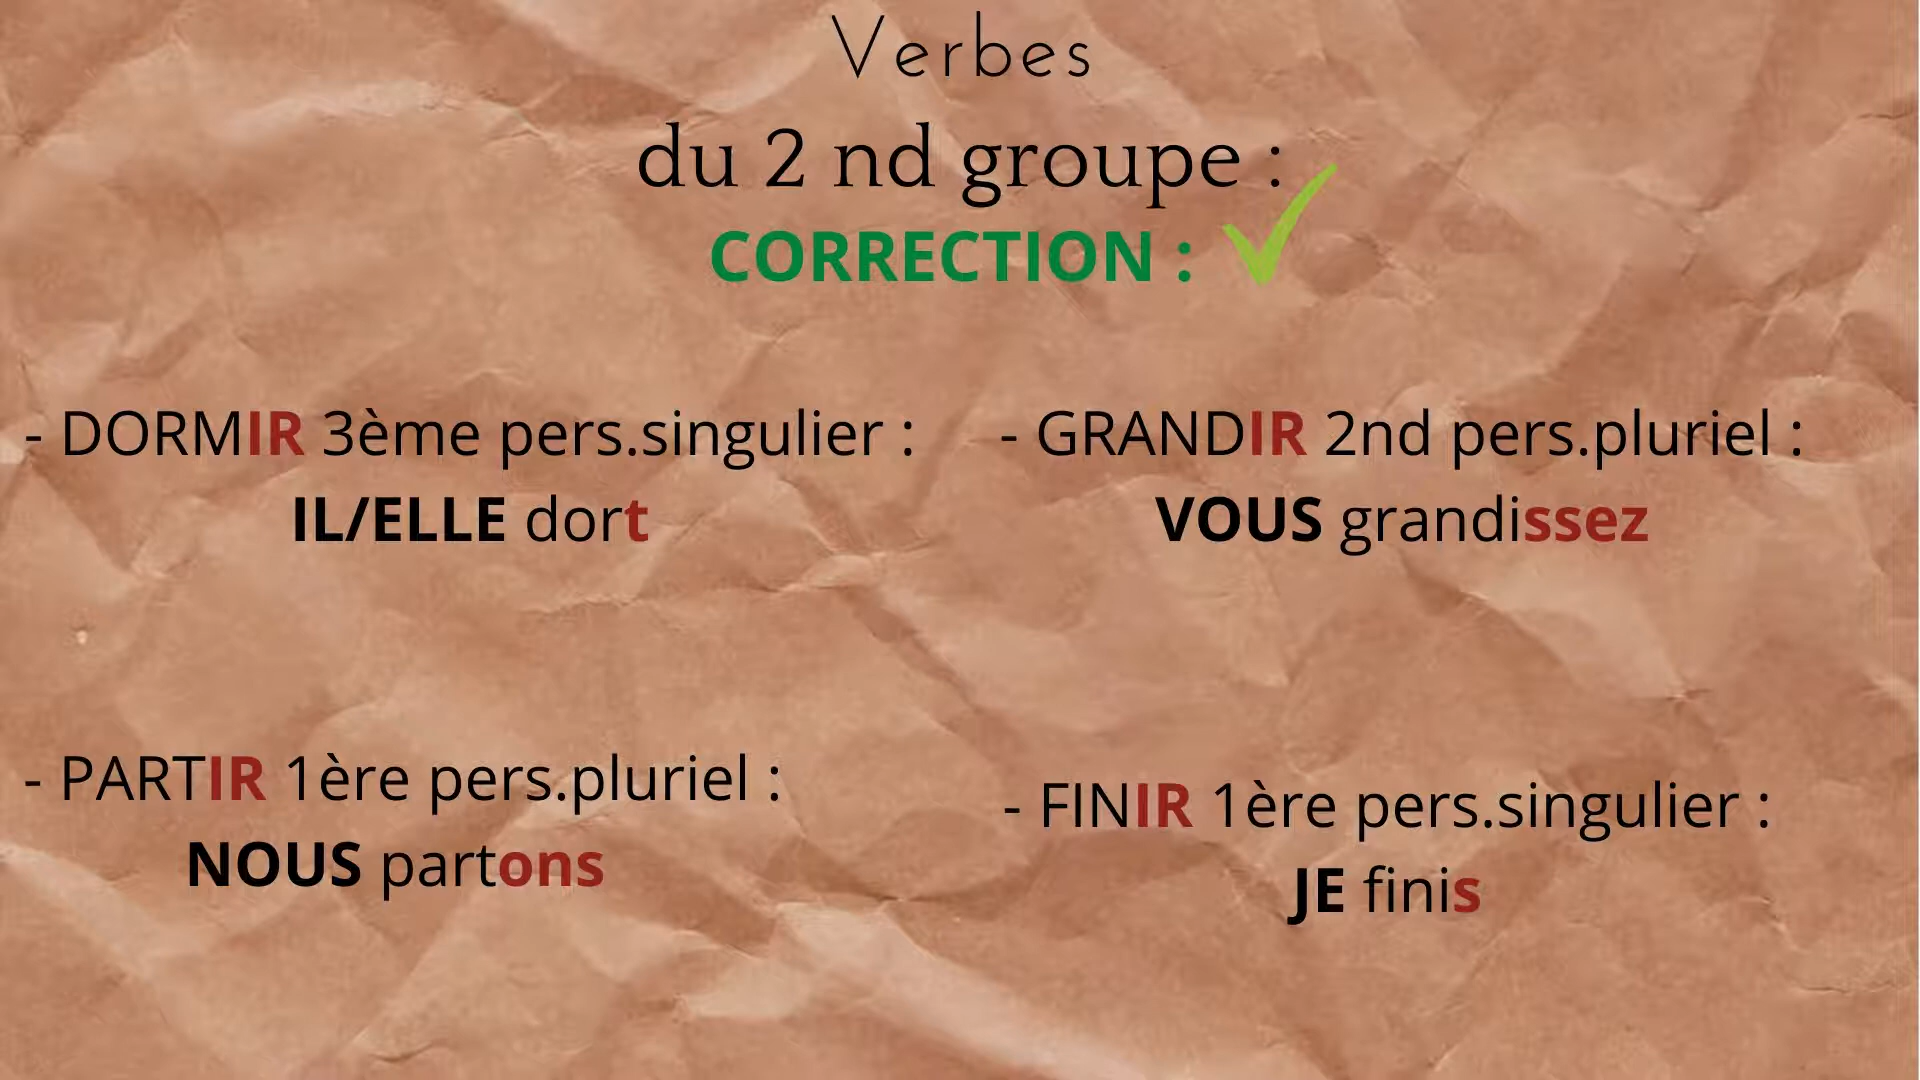 Verbes
du 2 nd groupe :
CORRECTION :
- DORMIR 3ème pers.singulier :
IL/ELLE dort
- GRANDIR 2nd pers.pluriel :
VOUS grandissez
- PARTIR 1ère pers.pluriel :
NOUS partons
- FINIR 1ère pers.singulier :
JE finis